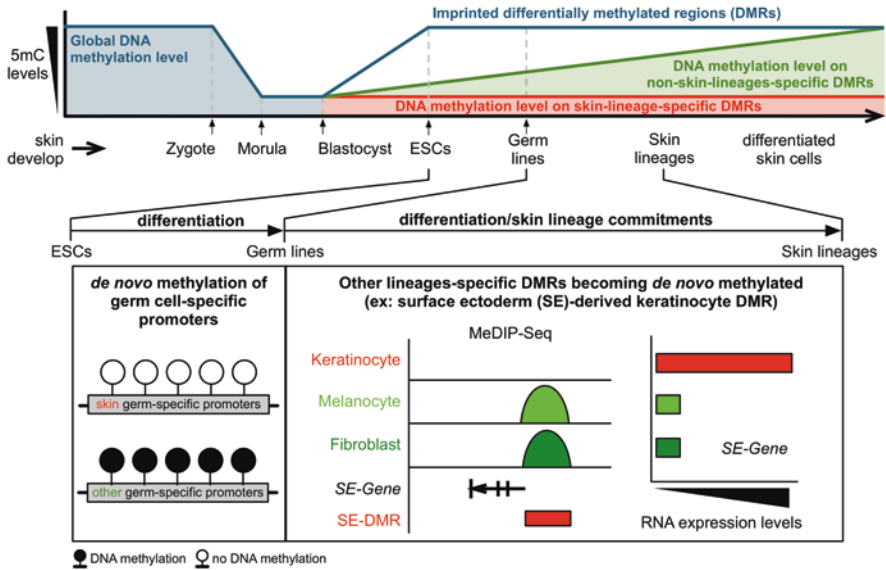 Imprinted differentially methylated regions (DMRs)
5mC
levels
Global DNA
methylation level
DNA methylation level on
non-skin-lineages-specific DMRs
DNA methylation level on skin-lineage-specific DMRs
skin
develop
Zygote
Morula
Blastocyst
ESCs
Germ
lines
Skin
lineages
differentiated
skin cells
differentiation
differentiation/skin lineage commitments
ESCs
Germ lines
Skin lineages
de novo methylation of
germ cell-specific
promoters
skin germ-specific promoters
other germ-specific promoters
Other lineages-specific DMRs becoming de novo methylated
(ex: surface ectoderm (SE)-derived keratinocyte DMR)
MeDIP-Seq
Keratinocyte
Melanocyte
Fibroblast
SE-Gene
SE-DMR
SE-Gene
RNA expression levels
DNA methylation
no DNA methylation